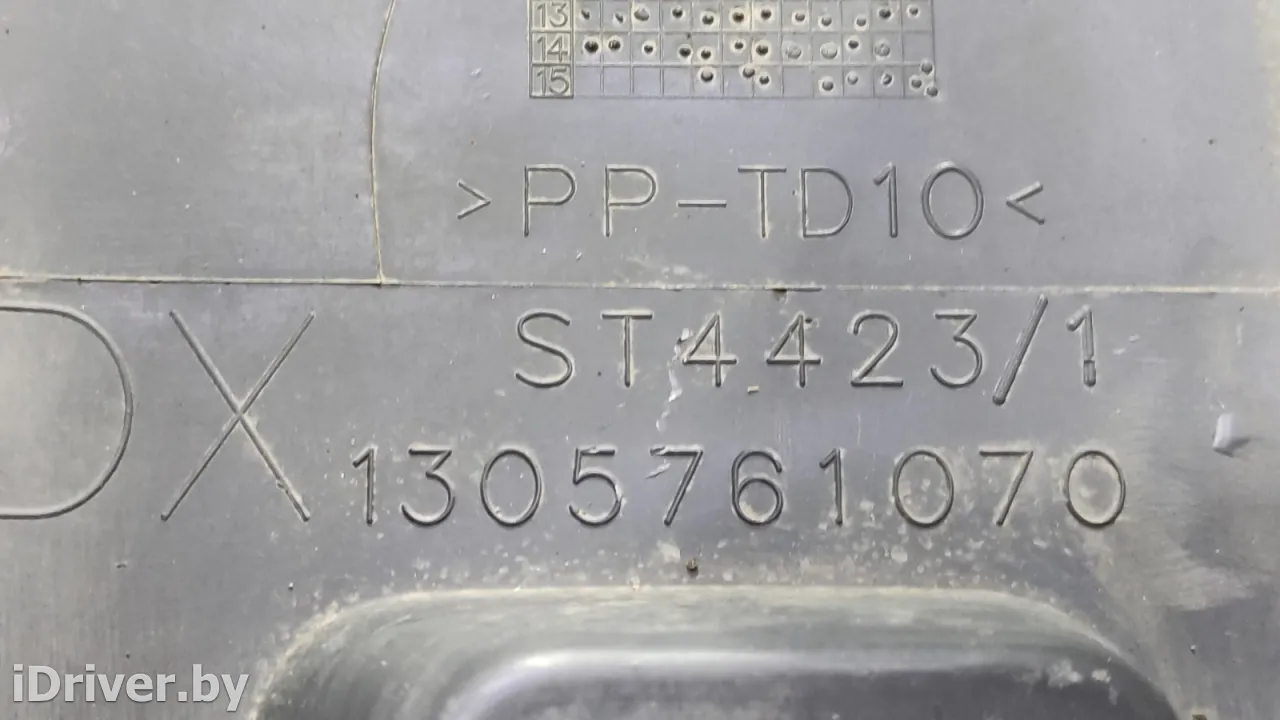 13
14
15
>PP-TD10<
ST4423/1
DX
1305761070
iDriver.by